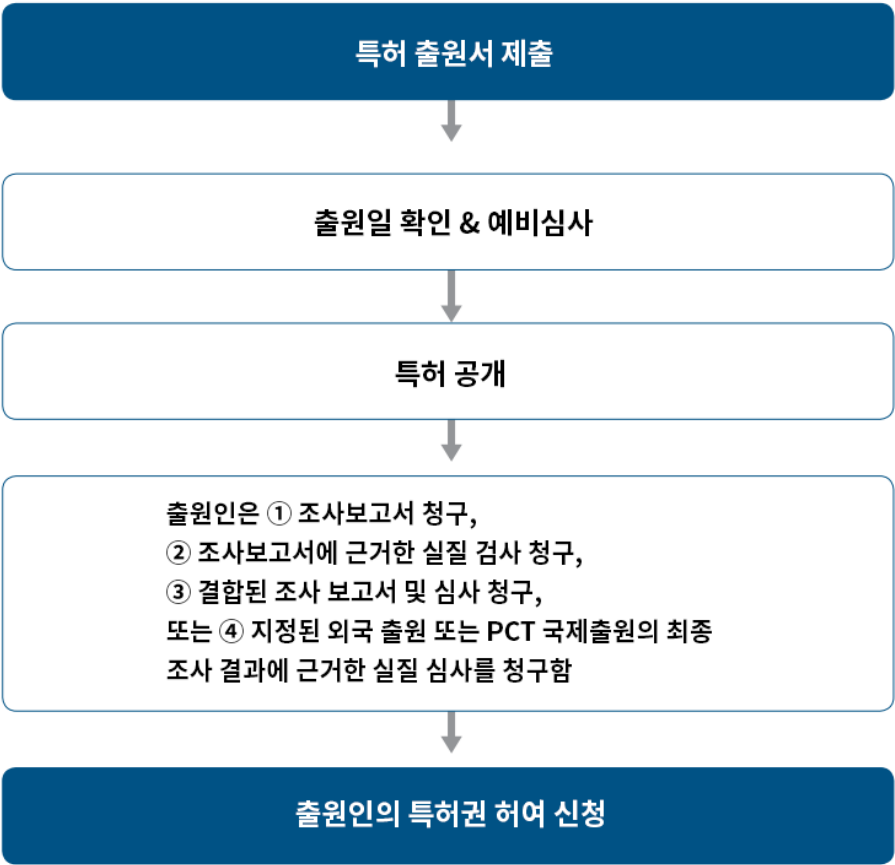 특허 출원서 제출
출원일 확인 & 예비심사
특허 공개
출원인은 ① 조사보고서 청구,
② 조사보고서에 근거한 실질 검사 청구,
③ 결합된 조사 보고서 및 심사 청구,
또는 ④ 지정된 외국 출원 또는 PCT 국제출원의 최종
조사 결과에 근거한 실질 심사를 청구함
출원인의 특허권 허여 신청